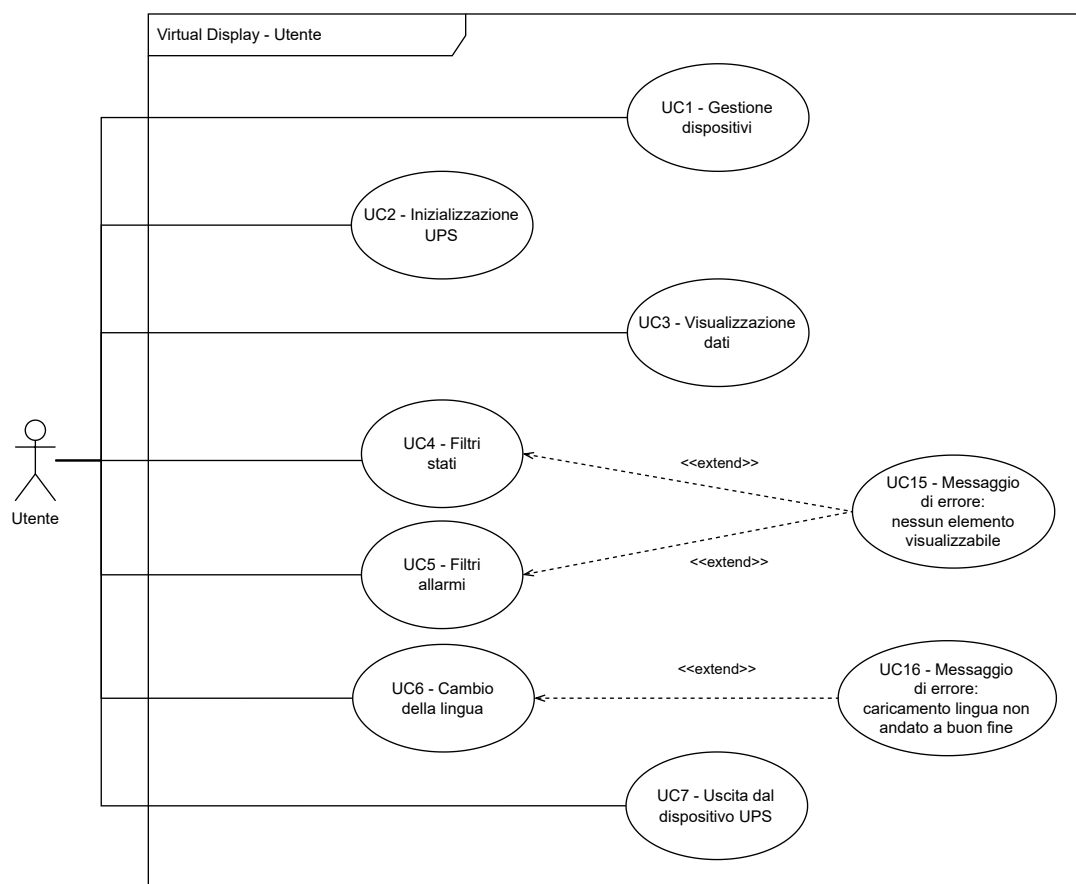 Virtual Display - Utente
UC1 - Gestione
dispositivi
UC2 - Inizializzazione
UPS
UC3 - Visualizzazione
dati
UC4 - Filtri
stati
<<extend>>
UC15 - Messaggio
di errore:
nessun elemento
visualizzabile
Utente
UC5 - Filtri
allarmi
<<extend>>
UC6 - Cambio
della lingua
<<extend>>
UC16 - Messaggio
di errore:
caricamento lingua non
andato a buon fine
UC7 - Uscita dal
dispositivo UPS